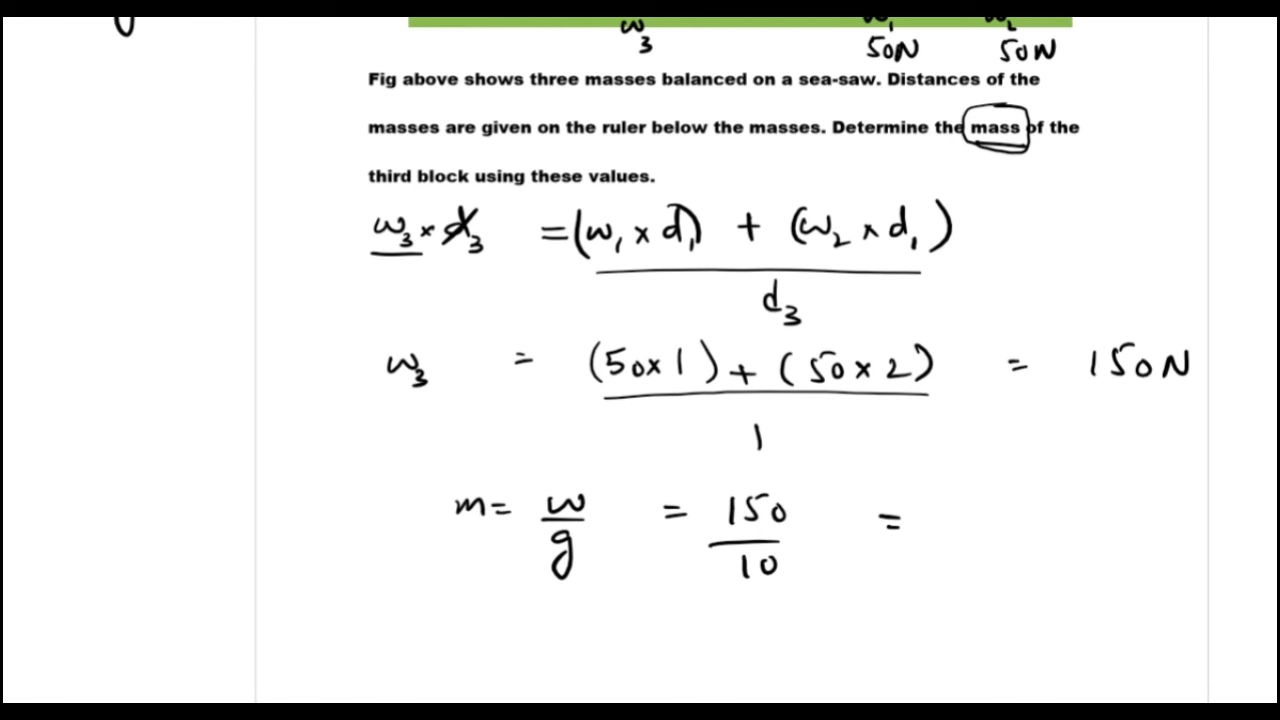 w3
50N 50N
Fig above shows three masses balanced on a sea-saw. Distances of the
masses are given on the ruler below the masses. Determine the mass of the
third block using these values.
w3 × d3 = (w1 × d1) + (w2 × d1)
d3
w3 = (50×1) + (50×2) = 150N
1
m= w = 150 =
g 10